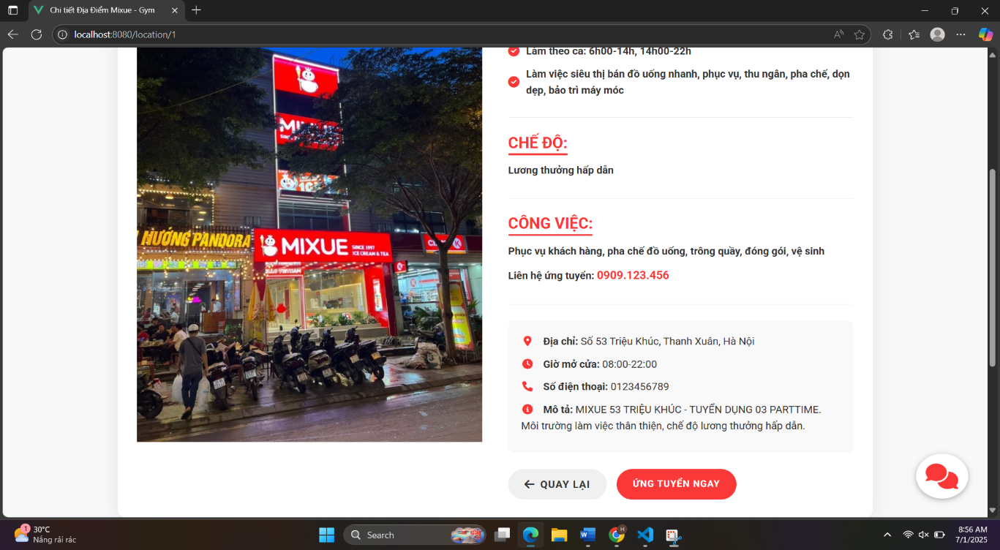 Chi tiết Địa Điểm Mixue - Gym
localhost:8080/location/1
Làm theo ca: 6h00-14h, 14h00-22h
Làm việc siêu thị bán đồ uống nhanh, phục vụ, thu ngân, pha chế, dọn
dẹp, bảo trì máy móc
CHẾ ĐỘ:
Lương thưởng hấp dẫn
CÔNG VIỆC:
Phục vụ khách hàng, pha chế đồ uống, trông quầy, đóng gói, vệ sinh
Liên hệ ứng tuyển: 0909.123.456
HƯỚNG PANDORA
MIXUE
SINCE 1997
ICE CREAM & TEA
K
Địa chỉ: Số 53 Triệu Khúc, Thanh Xuân, Hà Nội
Giờ mở cửa: 08:00-22:00
Số điện thoại: 0123456789
Mô tả: MIXUE 53 TRIỆU KHÚC - TUYỂN DỤNG 03 PARTTIME.
Môi trường làm việc thân thiện, chế độ lương thưởng hấp dẫn.
QUAY LẠI
ỨNG TUYỂN NGAY
1
30°C
Nắng rải rác
Search
H
8:56 AM
7/1/2025